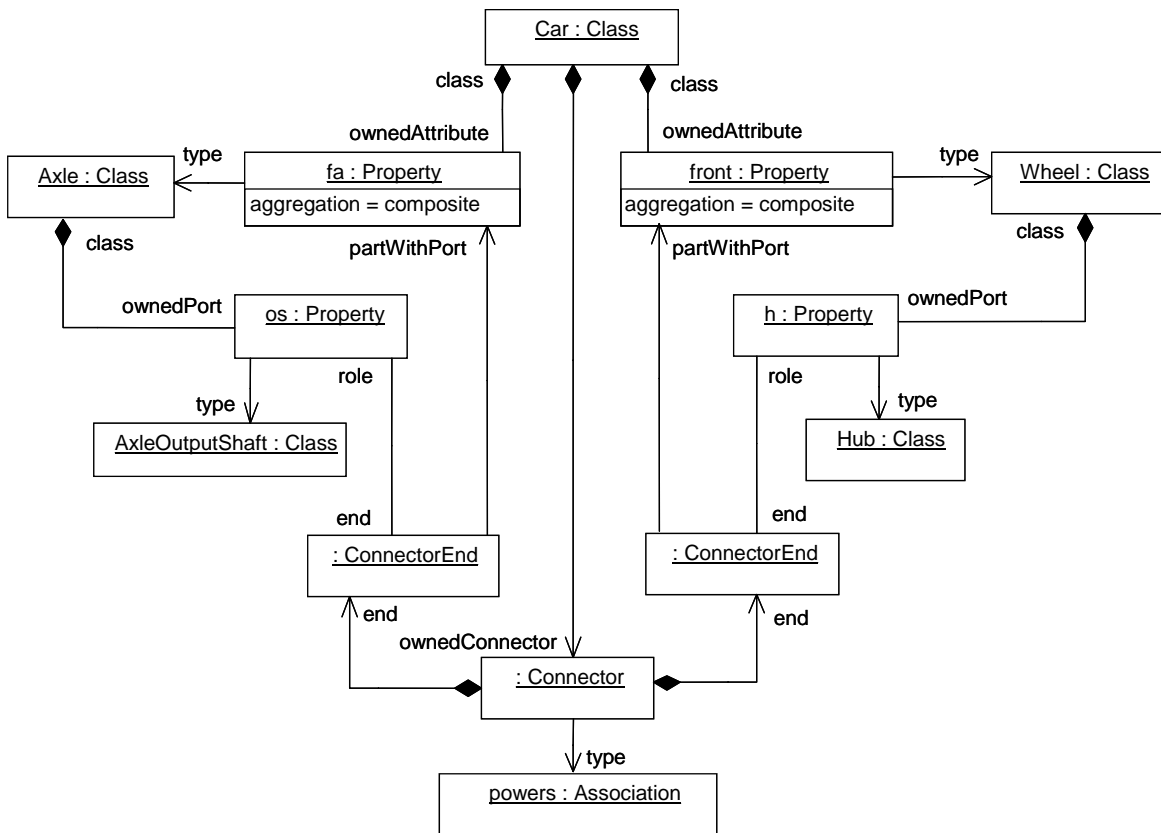 Car : Class
class
class
ownedAttribute
ownedAttribute
type
type
Axle : Class
fa : Property
front : Property
Wheel : Class
aggregation = composite
aggregation = composite
class
class
partWithPort
partWithPort
ownedPort
ownedPort
os : Property
h : Property
role
role
type
type
AxleOutputShaft : Class
Hub : Class
end
end
: ConnectorEnd
: ConnectorEnd
end
end
ownedConnector
: Connector
type
powers : Association